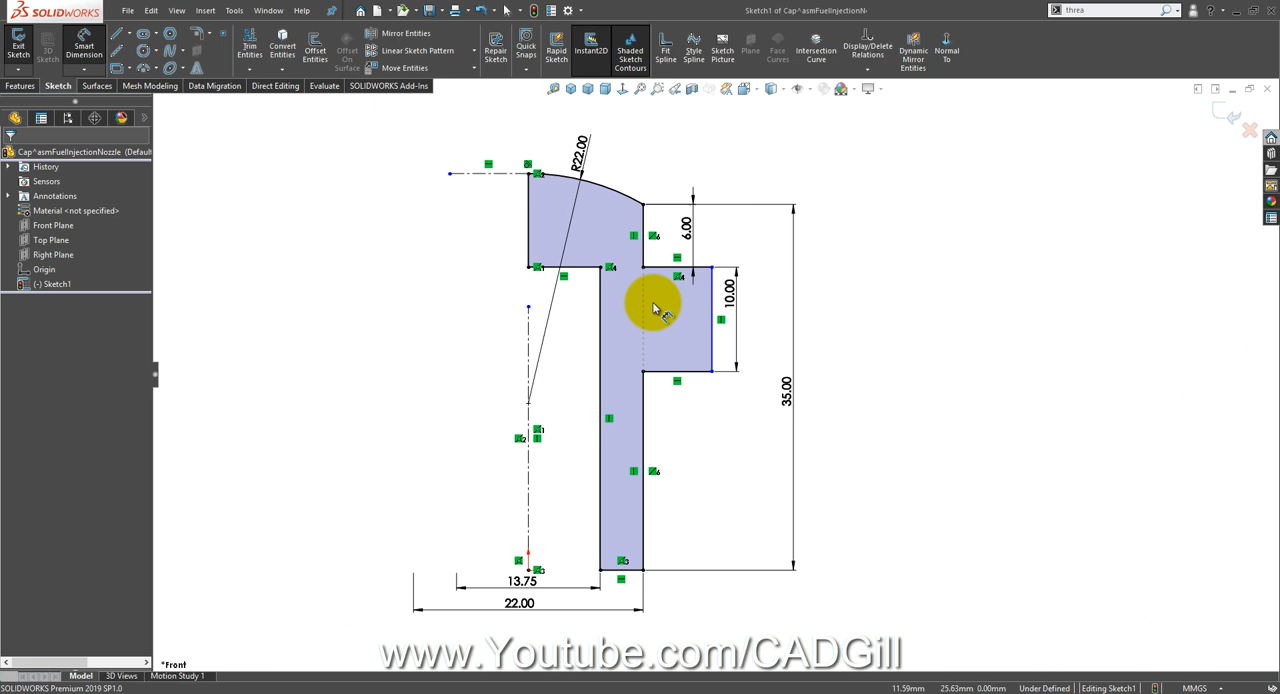 SOLIDWORKS
File Edit View Insert Tools Window Help
Sketch1 of Cap^asmFuelInjectionNozzle
threa
Exit Sketch
3D Sketch
Smart Dimension
Trim Entities
Convert Entities
Offset Entities
Offset On Surface
Mirror Entities
Linear Sketch Pattern
Move Entities
Display/Delete Relations
Repair Sketch
Quick Snaps
Rapid Sketch
Instant2D
Shaded Sketch Contours
Fit Spline
Style Spline
Sketch Picture
Plane
Face Curves
Intersection Curve
Dynamic Mirror Entities
Normal To
Features Sketch Surfaces Mesh Modeling Data Migration Direct Editing Evaluate SOLIDWORKS Add-Ins
Cap^asmFuelInjectionNozzle (Default
History
Sensors
Annotations
Material <not specified>
Front Plane
Top Plane
Right Plane
Origin
(-) Sketch1
R22.00
6.00
10.00
35.00
13.75
22.00
www.Youtube.com/CADGill
*Front
Model 3D Views Motion Study 1
SOLIDWORKS Premium 2019 SP1.0
11.59mm 25.63mm 0.00mm Under Defined Editing Sketch1 MMGS